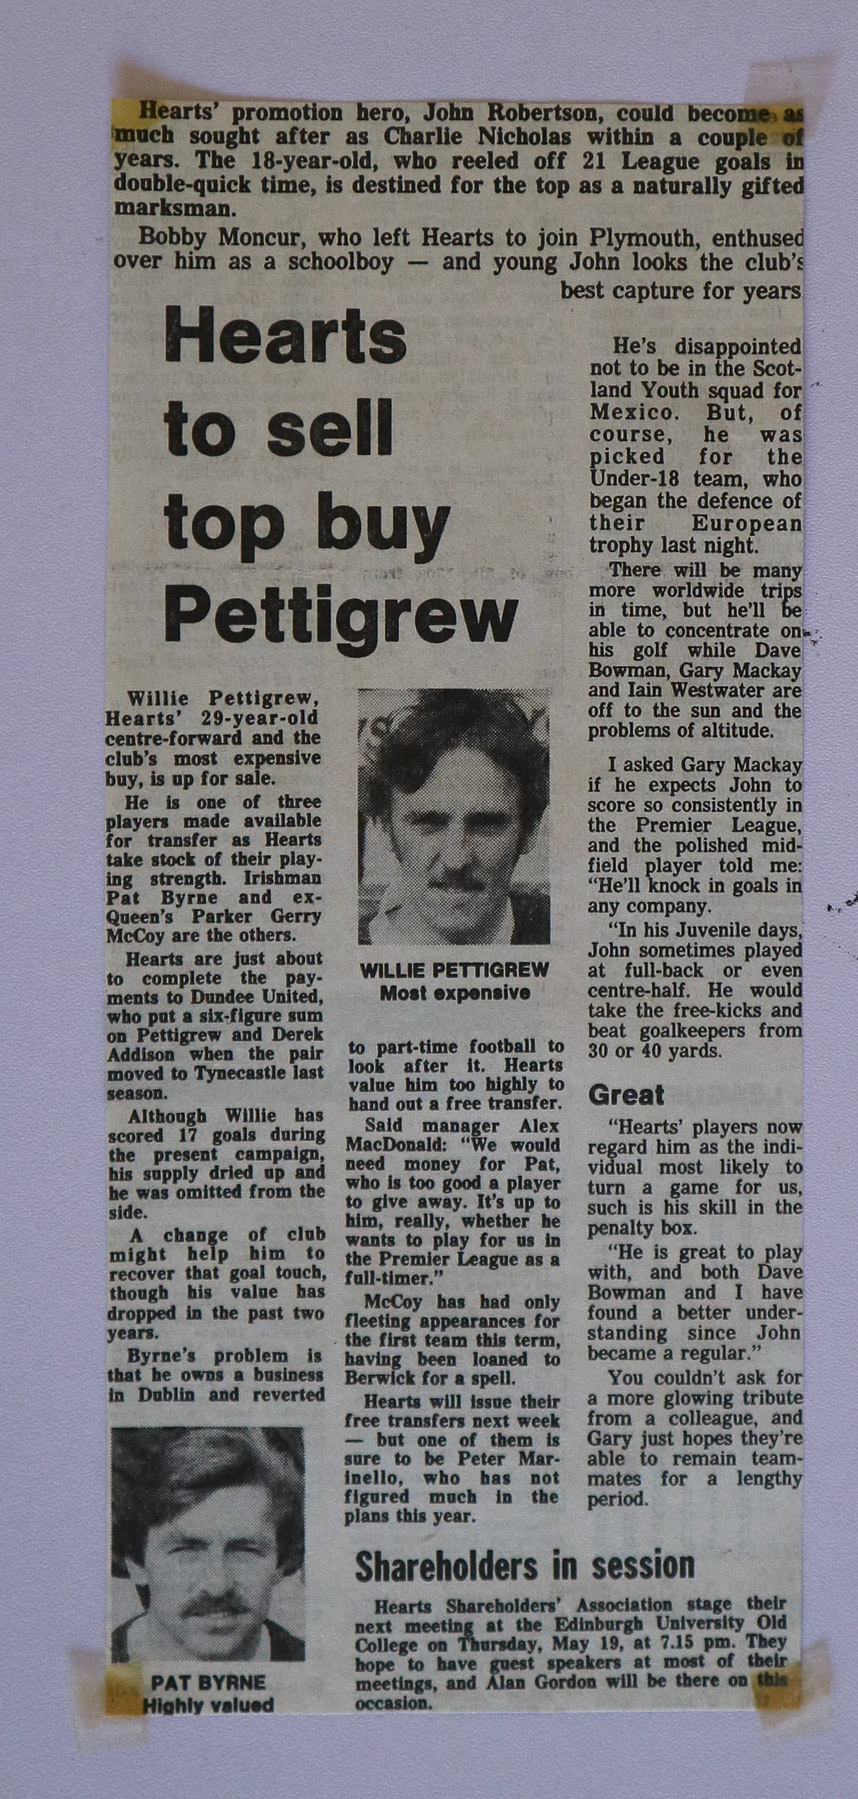 Hearts' promotion hero, John Robertson, could become as
much sought after as Charlie Nicholas within a couple of
years. The 18-year-old, who reeled off 21 League goals in
double-quick time, is destined for the top as a naturally gifted
marksman.
Bobby Moncur, who left Hearts to join Plymouth, enthused
over him as a schoolboy — and young John looks the club's
best capture for years
He's disappointed
not to be in the Scot-
land Youth squad for
Mexico. But, of
course, he was
picked for the
Under-18 team, who
began the defence of
their European
trophy last night.
There will be many
more worldwide trips
in time, but he'll be
able to concentrate on
his golf while Dave
Bowman, Gary Mackay
and Iain Westwater are
off to the sun and the
problems of altitude.
I asked Gary Mackay
if he expects John to
score so consistently in
the Premier League,
and the polished mid-
field player told me:
"He'll knock in goals in
any company.
"In his Juvenile days,
John sometimes played
at full-back or even
centre-half. He would
take the free-kicks and
beat goalkeepers from
30 or 40 yards.
Great
"Hearts' players now
regard him as the indi-
vidual most likely to
turn a game for us,
such is his skill in the
penalty box.
"He is great to play
with, and both Dave
Bowman and I have
found a better under-
standing since John
became a regular."
You couldn't ask for
a more glowing tribute
from a colleague, and
Gary just hopes they're
able to remain team-
mates for a lengthy
period.
Hearts
to sell
top buy
Pettigrew
Willie Pettigrew,
Hearts' 29-year-old
centre-forward and the
club's most expensive
buy, is up for sale.
He is one of three
players made available
for transfer as Hearts
take stock of their play-
ing strength. Irishman
Pat Byrne and ex-
Queen's Parker Gerry
McCoy are the others.
Hearts are just about
to complete the pay-
ments to Dundee United,
who put a six-figure sum
on Pettigrew and Derek
Addison when the pair
moved to Tynecastle last
season.
Although Willie has
scored 17 goals during
the present campaign,
his supply dried up and
he was omitted from the
side.
A change of club
might help him to
recover that goal touch,
though his value has
dropped in the past two
years.
Byrne's problem is
that he owns a business
in Dublin and reverted
PAT BYRNE
Highly valued
WILLIE PETTIGREW
Most expensive
to part-time football to
look after it. Hearts
value him too highly to
hand out a free transfer.
Said manager Alex
MacDonald: "We would
need money for Pat,
who is too good a player
to give away. It's up to
him, really, whether he
wants to play for us in
the Premier League as a
full-timer."
McCoy has had only
fleeting appearances for
the first team this term,
having been loaned to
Berwick for a spell.
Hearts will issue their
free transfers next week
— but one of them is
sure to be Peter Mar-
inello, who has not
figured much in the
plans this year.
Shareholders in session
Hearts Shareholders' Association stage their
next meeting at the Edinburgh University Old
College on Thursday, May 19, at 7.15 pm. They
hope to have guest speakers at most of their
meetings, and Alan Gordon will be there on this
occasion.